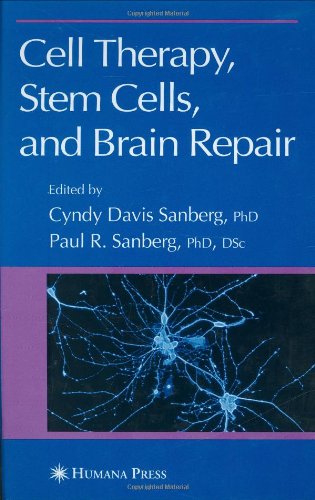 Cell Therapy,
Stem Cells,
and Brain Repair
Edited by
Cyndy Davis Sanberg, PhD
Paul R. Sanberg, PhD, DSc
HUMANA PRESS